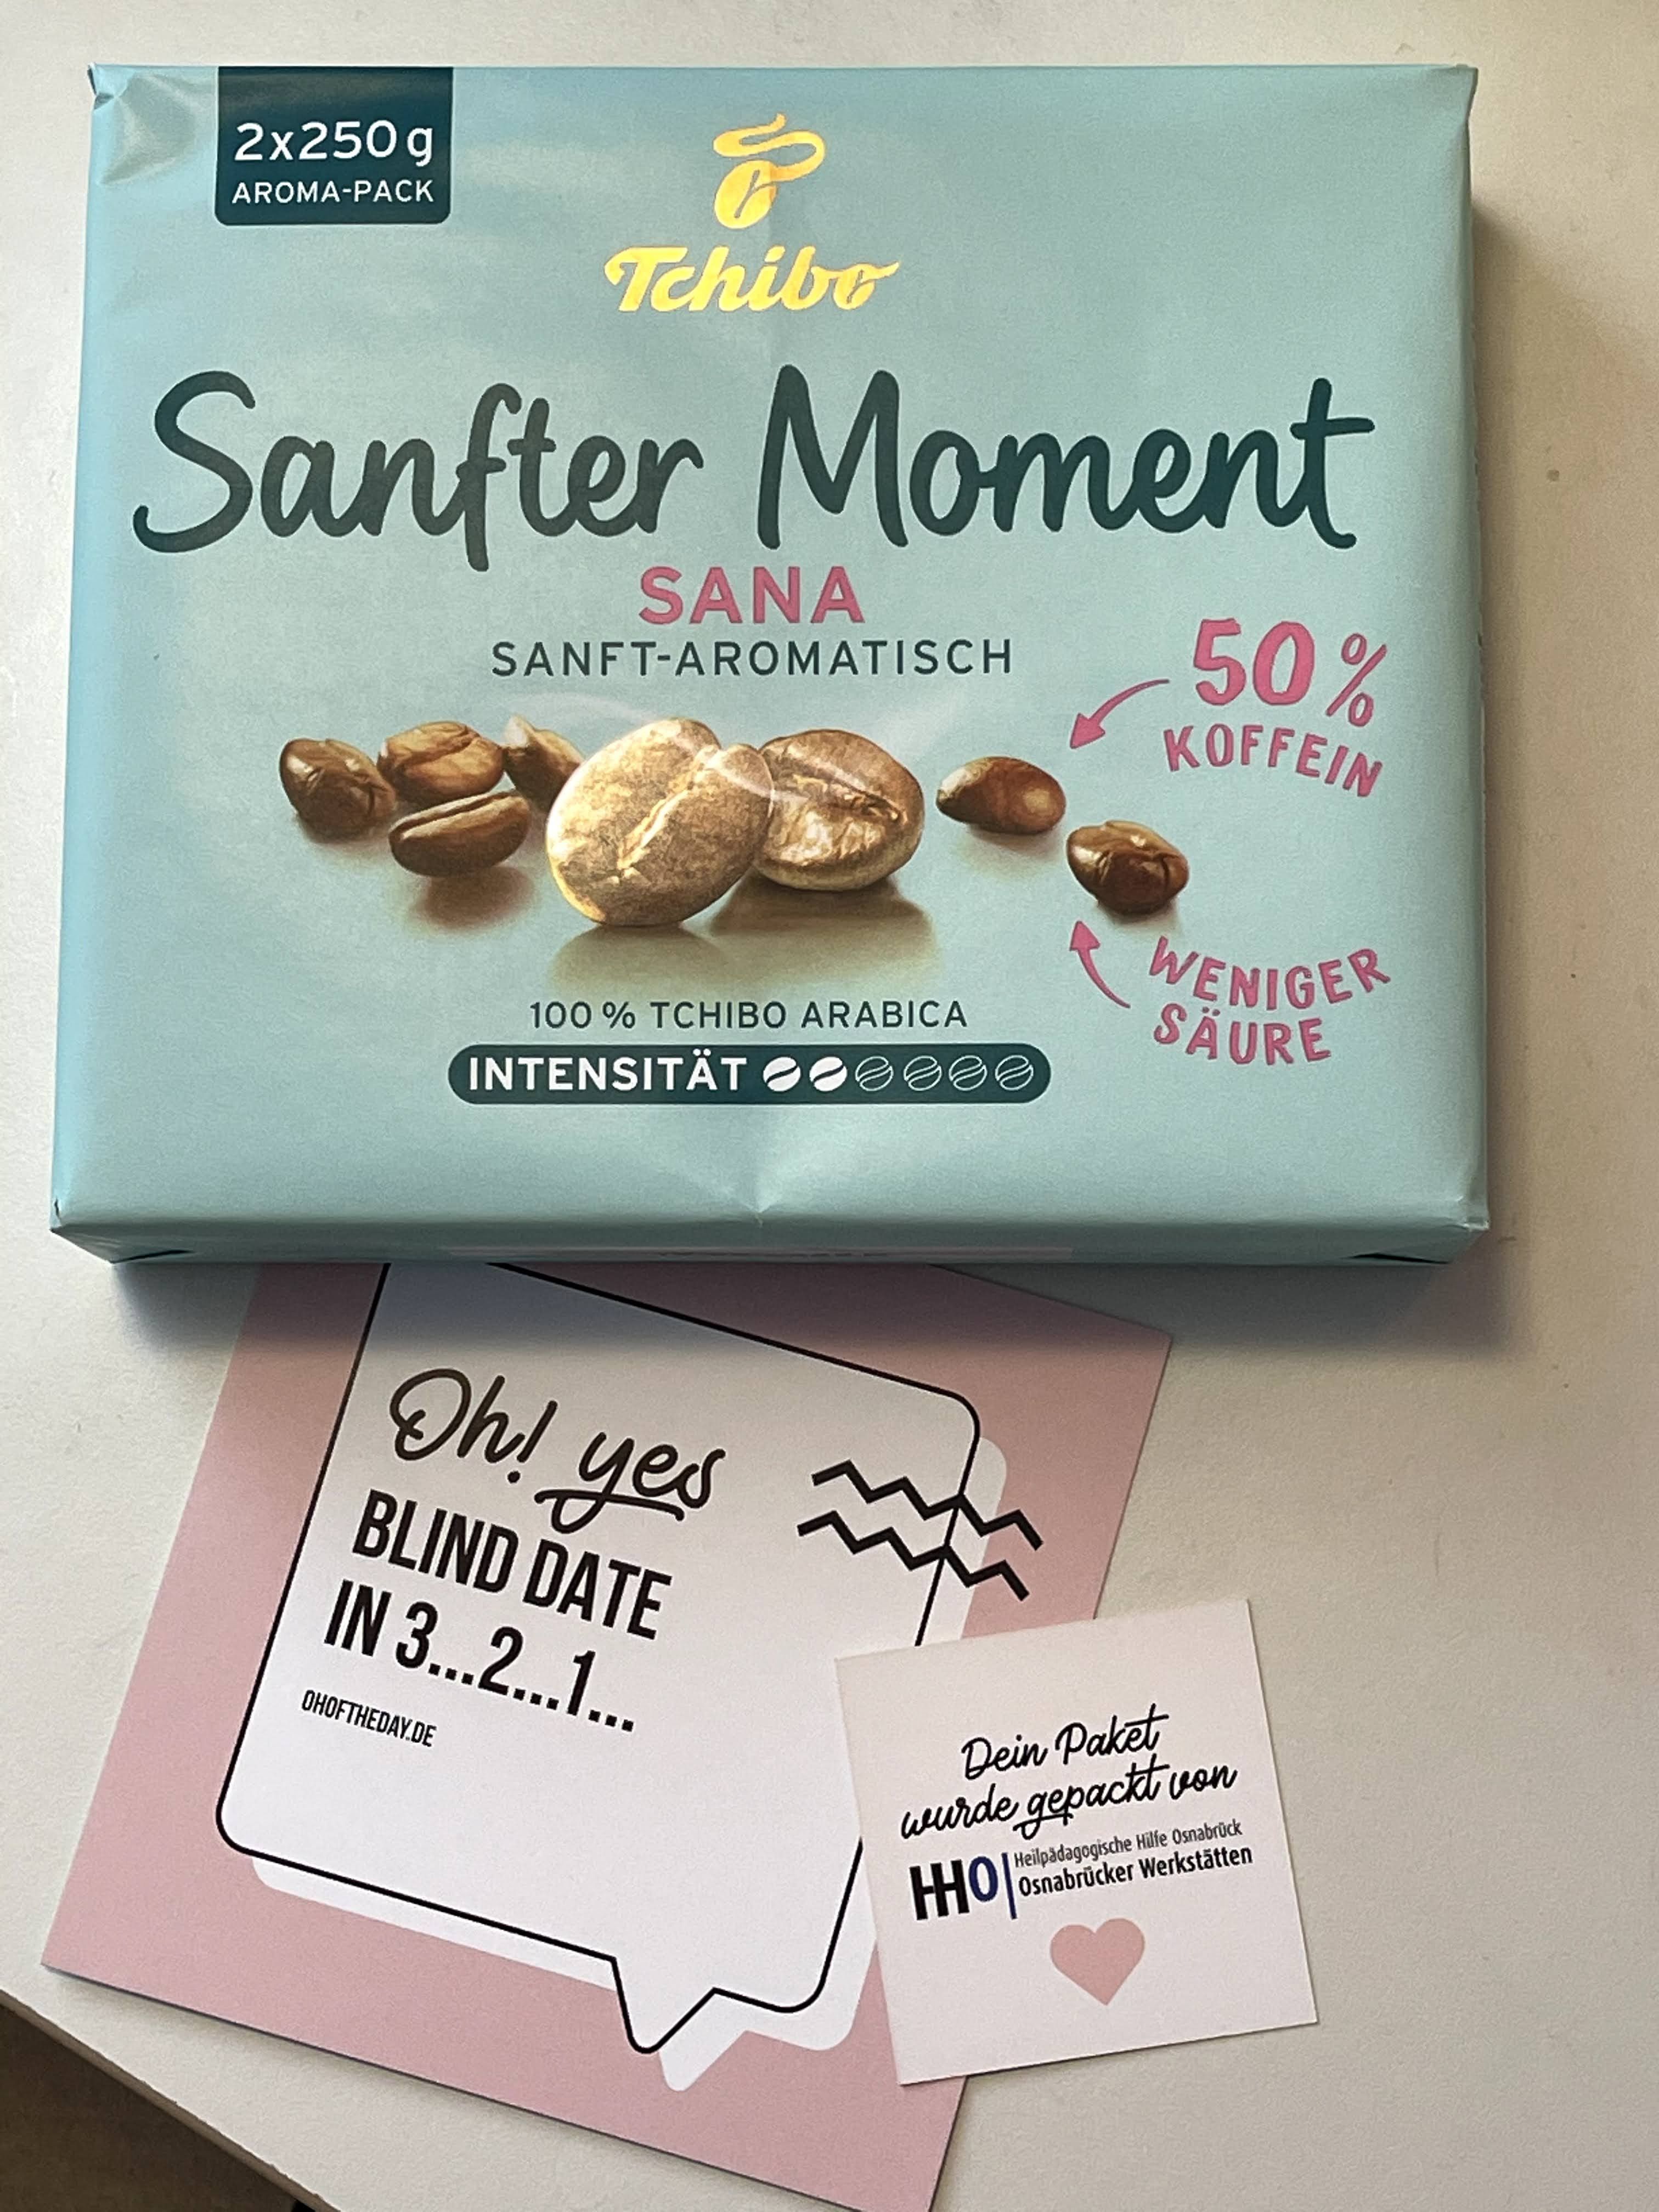 2x250g
AROMA-PACK
Tchibo
Sanfter Moment
SANA
SANFT-AROMATISCH
50%
KOFFEIN
WENIGER
SÄURE
100% TCHIBO ARABICA
INTENSITÄT
Oh! yes
BLIND DATE
IN 3...2...1...
OHOFTHEDAY.DE
Dein Paket
wurde gepackt von
HHO
Heilpädagogische Hilfe Osnabrück
Osnabrücker Werkstätten